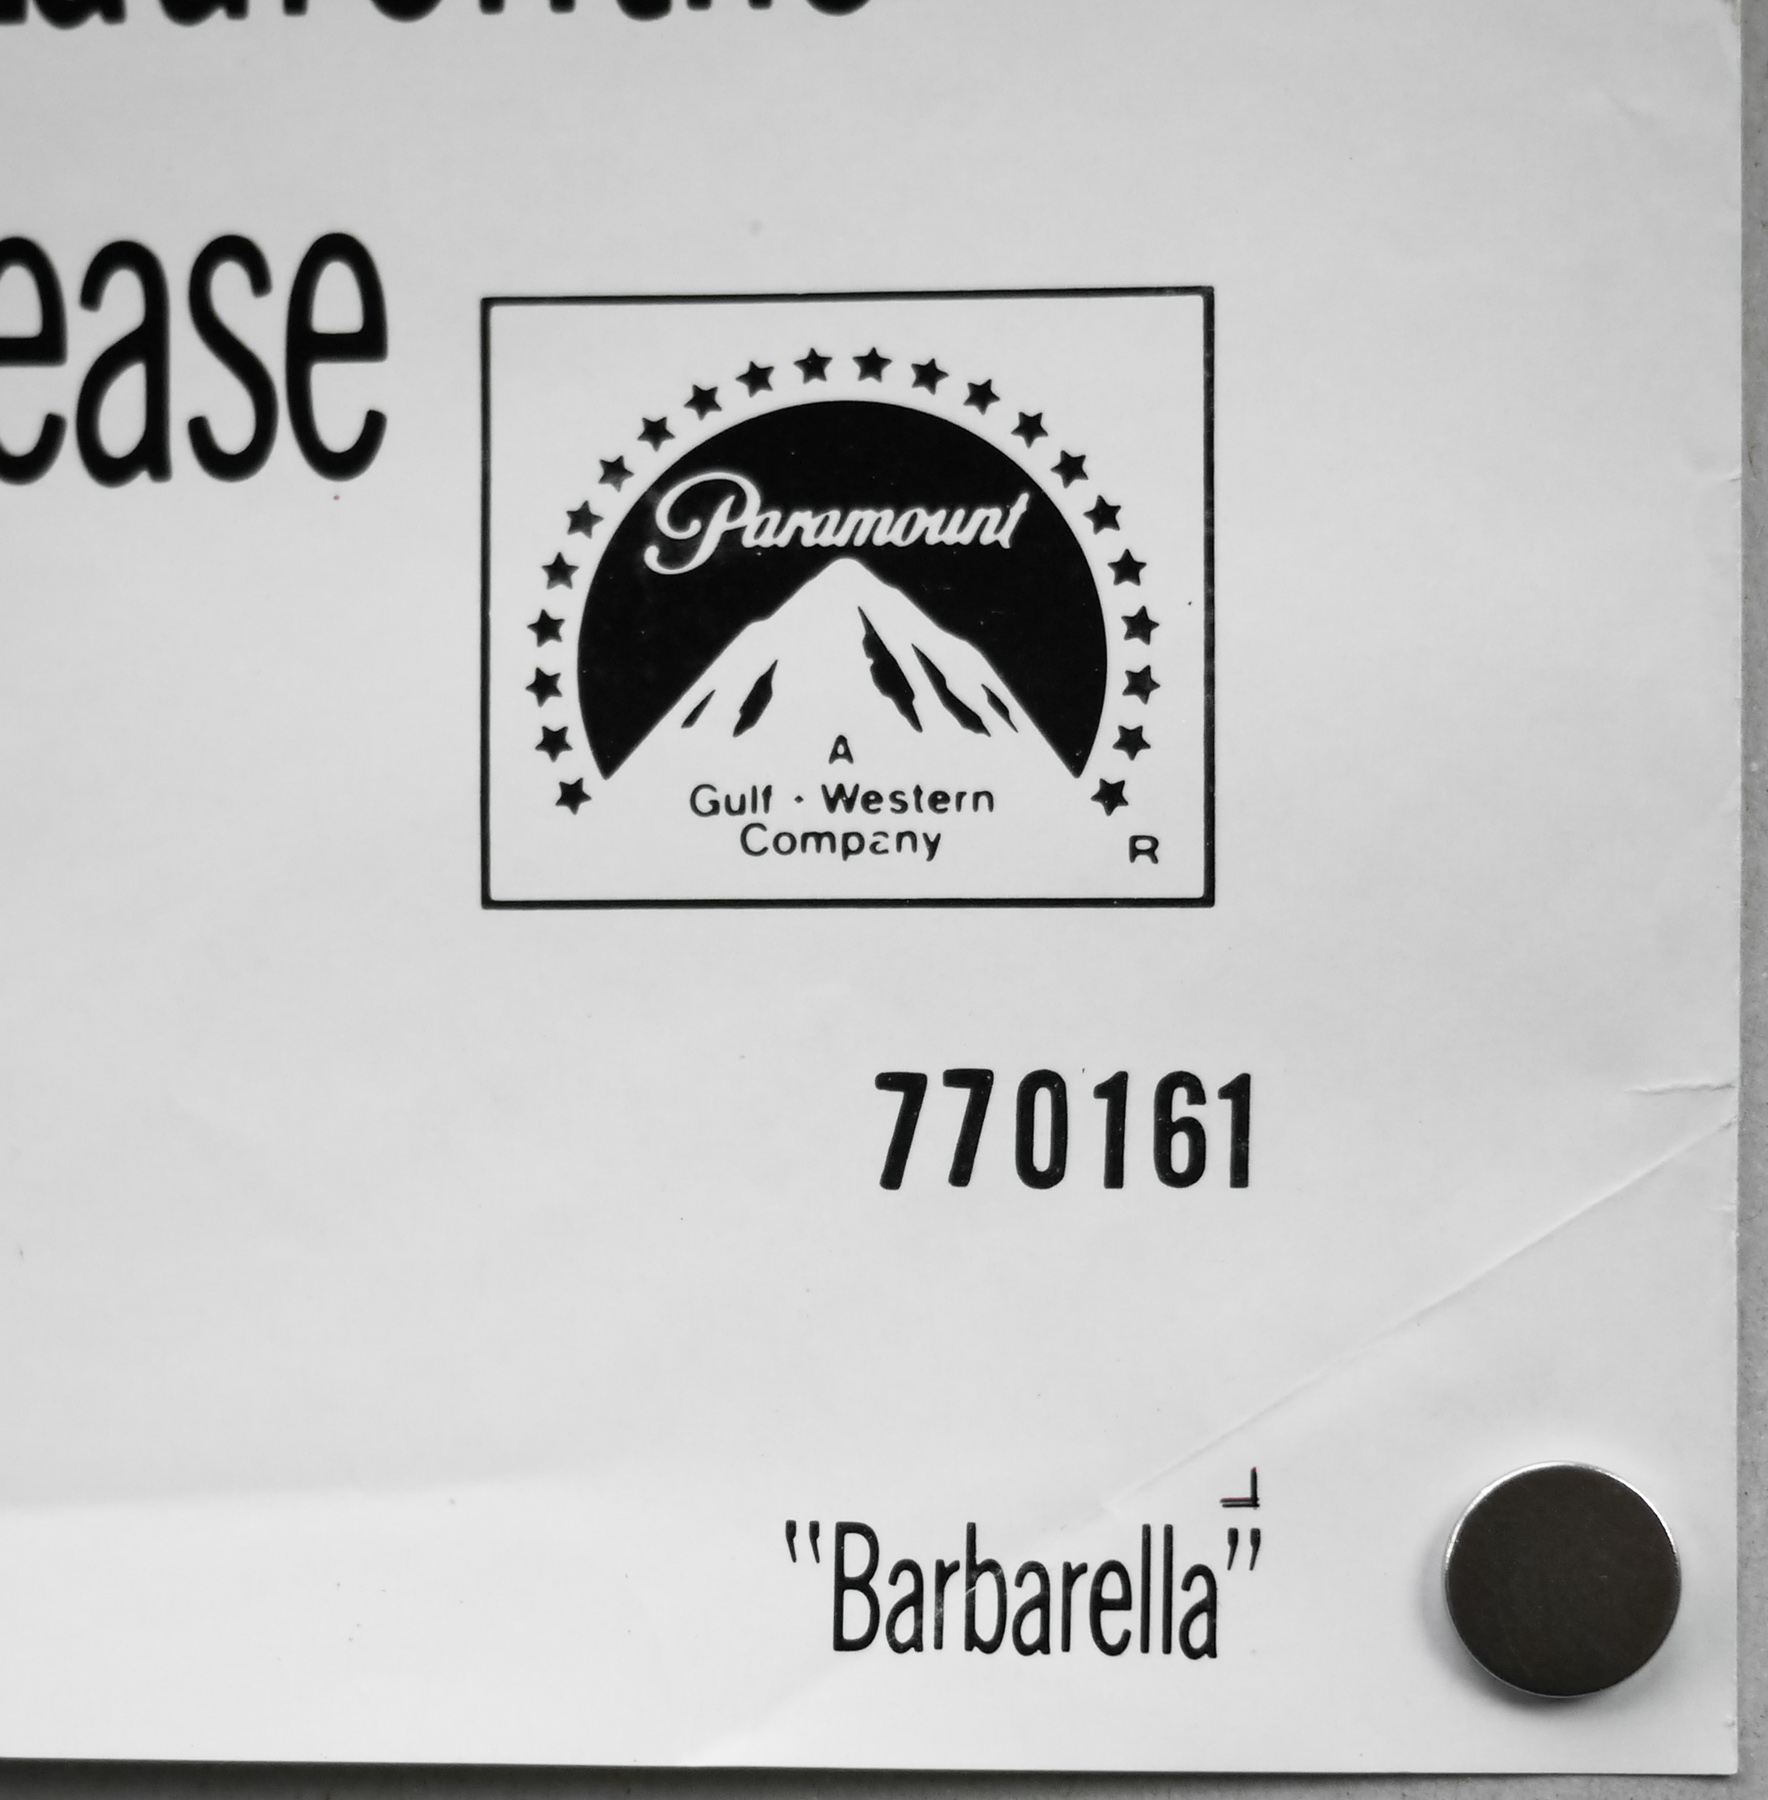 ease
Paramount
A
Gulf · Western
Company
R
770161
"Barbarella"